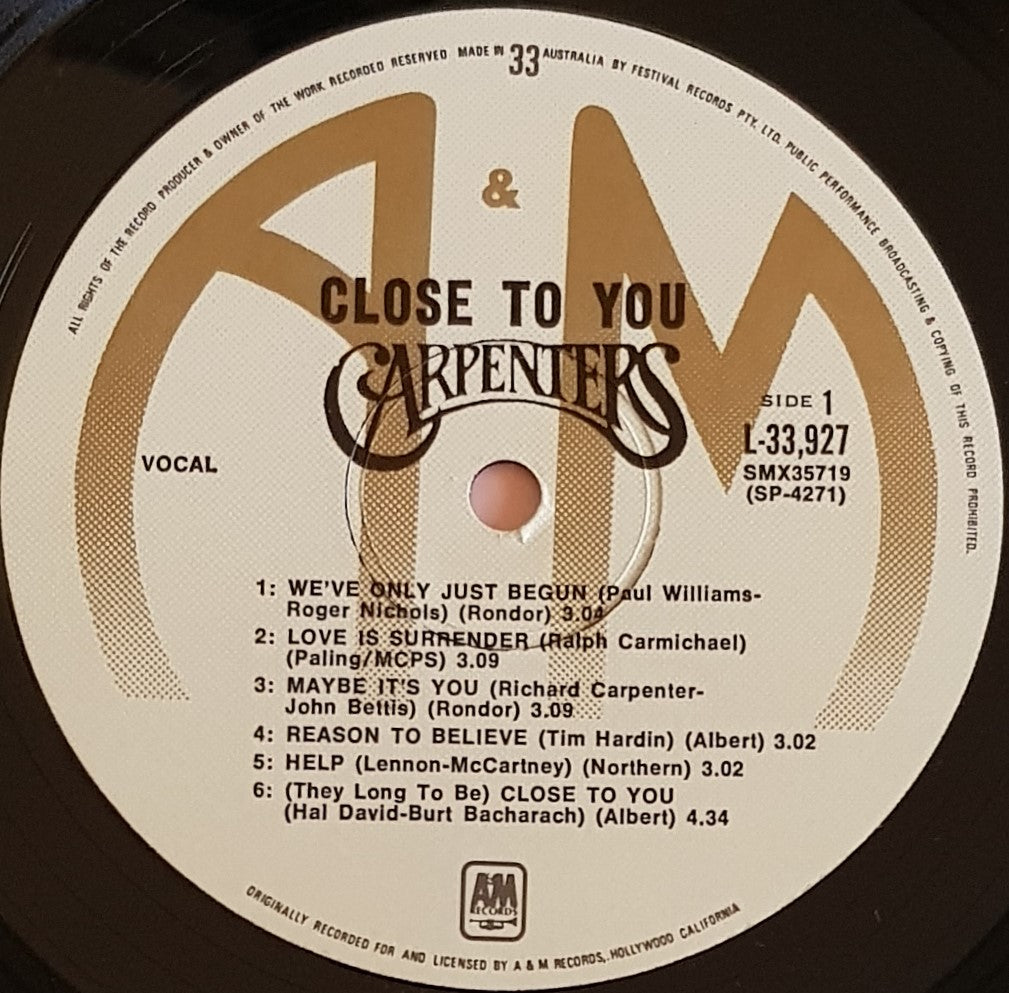 ALL RIGHTS OF THE RECORD PRODUCER & OWNER OF THE WORK RECORDED RESERVED MADE IN 33 AUSTRALIA BY FESTIVAL RECORDS PTY. LTD. PUBLIC PERFORMANCE BROADCASTING & COPYING OF THIS RECORD PROHIBITED.
A & M
CLOSE TO YOU
CARPENTERS
SIDE 1
L-33,927
VOCAL
SMX35719
(SP-4271)
1: WE'VE ONLY JUST BEGUN (Paul Williams-
Roger Nichols) (Rondor) 3.04
2: LOVE IS SURRENDER (Ralph Carmichael)
(Paling/MCPS) 3.09
3: MAYBE IT'S YOU (Richard Carpenter-
John Bettis) (Rondor) 3.09
4: REASON TO BELIEVE (Tim Hardin) (Albert) 3.02
5: HELP (Lennon-McCartney) (Northern) 3.02
6: (They Long To Be) CLOSE TO YOU
(Hal David-Burt Bacharach) (Albert) 4.34
A&M
RECORDS
ORIGINALLY RECORDED FOR AND LICENSED BY A & M RECORDS, HOLLYWOOD CALIFORNIA